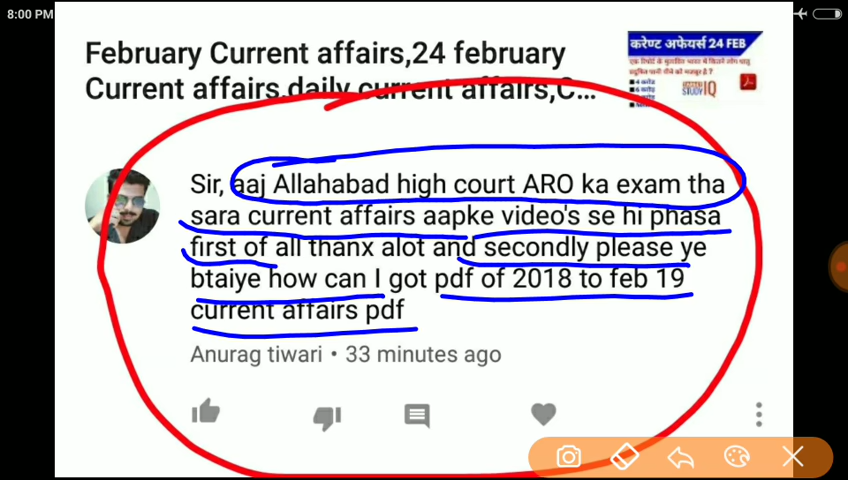 8:00 PM
February Current affairs,24 february
Current affairs,daily current affairs,C...
करेण्ट अफेयर्स 24 FEB
STUDY IQ
Sir, aaj Allahabad high court ARO ka exam tha
sara current affairs aapke video's se hi phasa
first of all thanx alot and secondly please ye
btaiye how can I got pdf of 2018 to feb 19
current affairs pdf
Anurag tiwari • 33 minutes ago